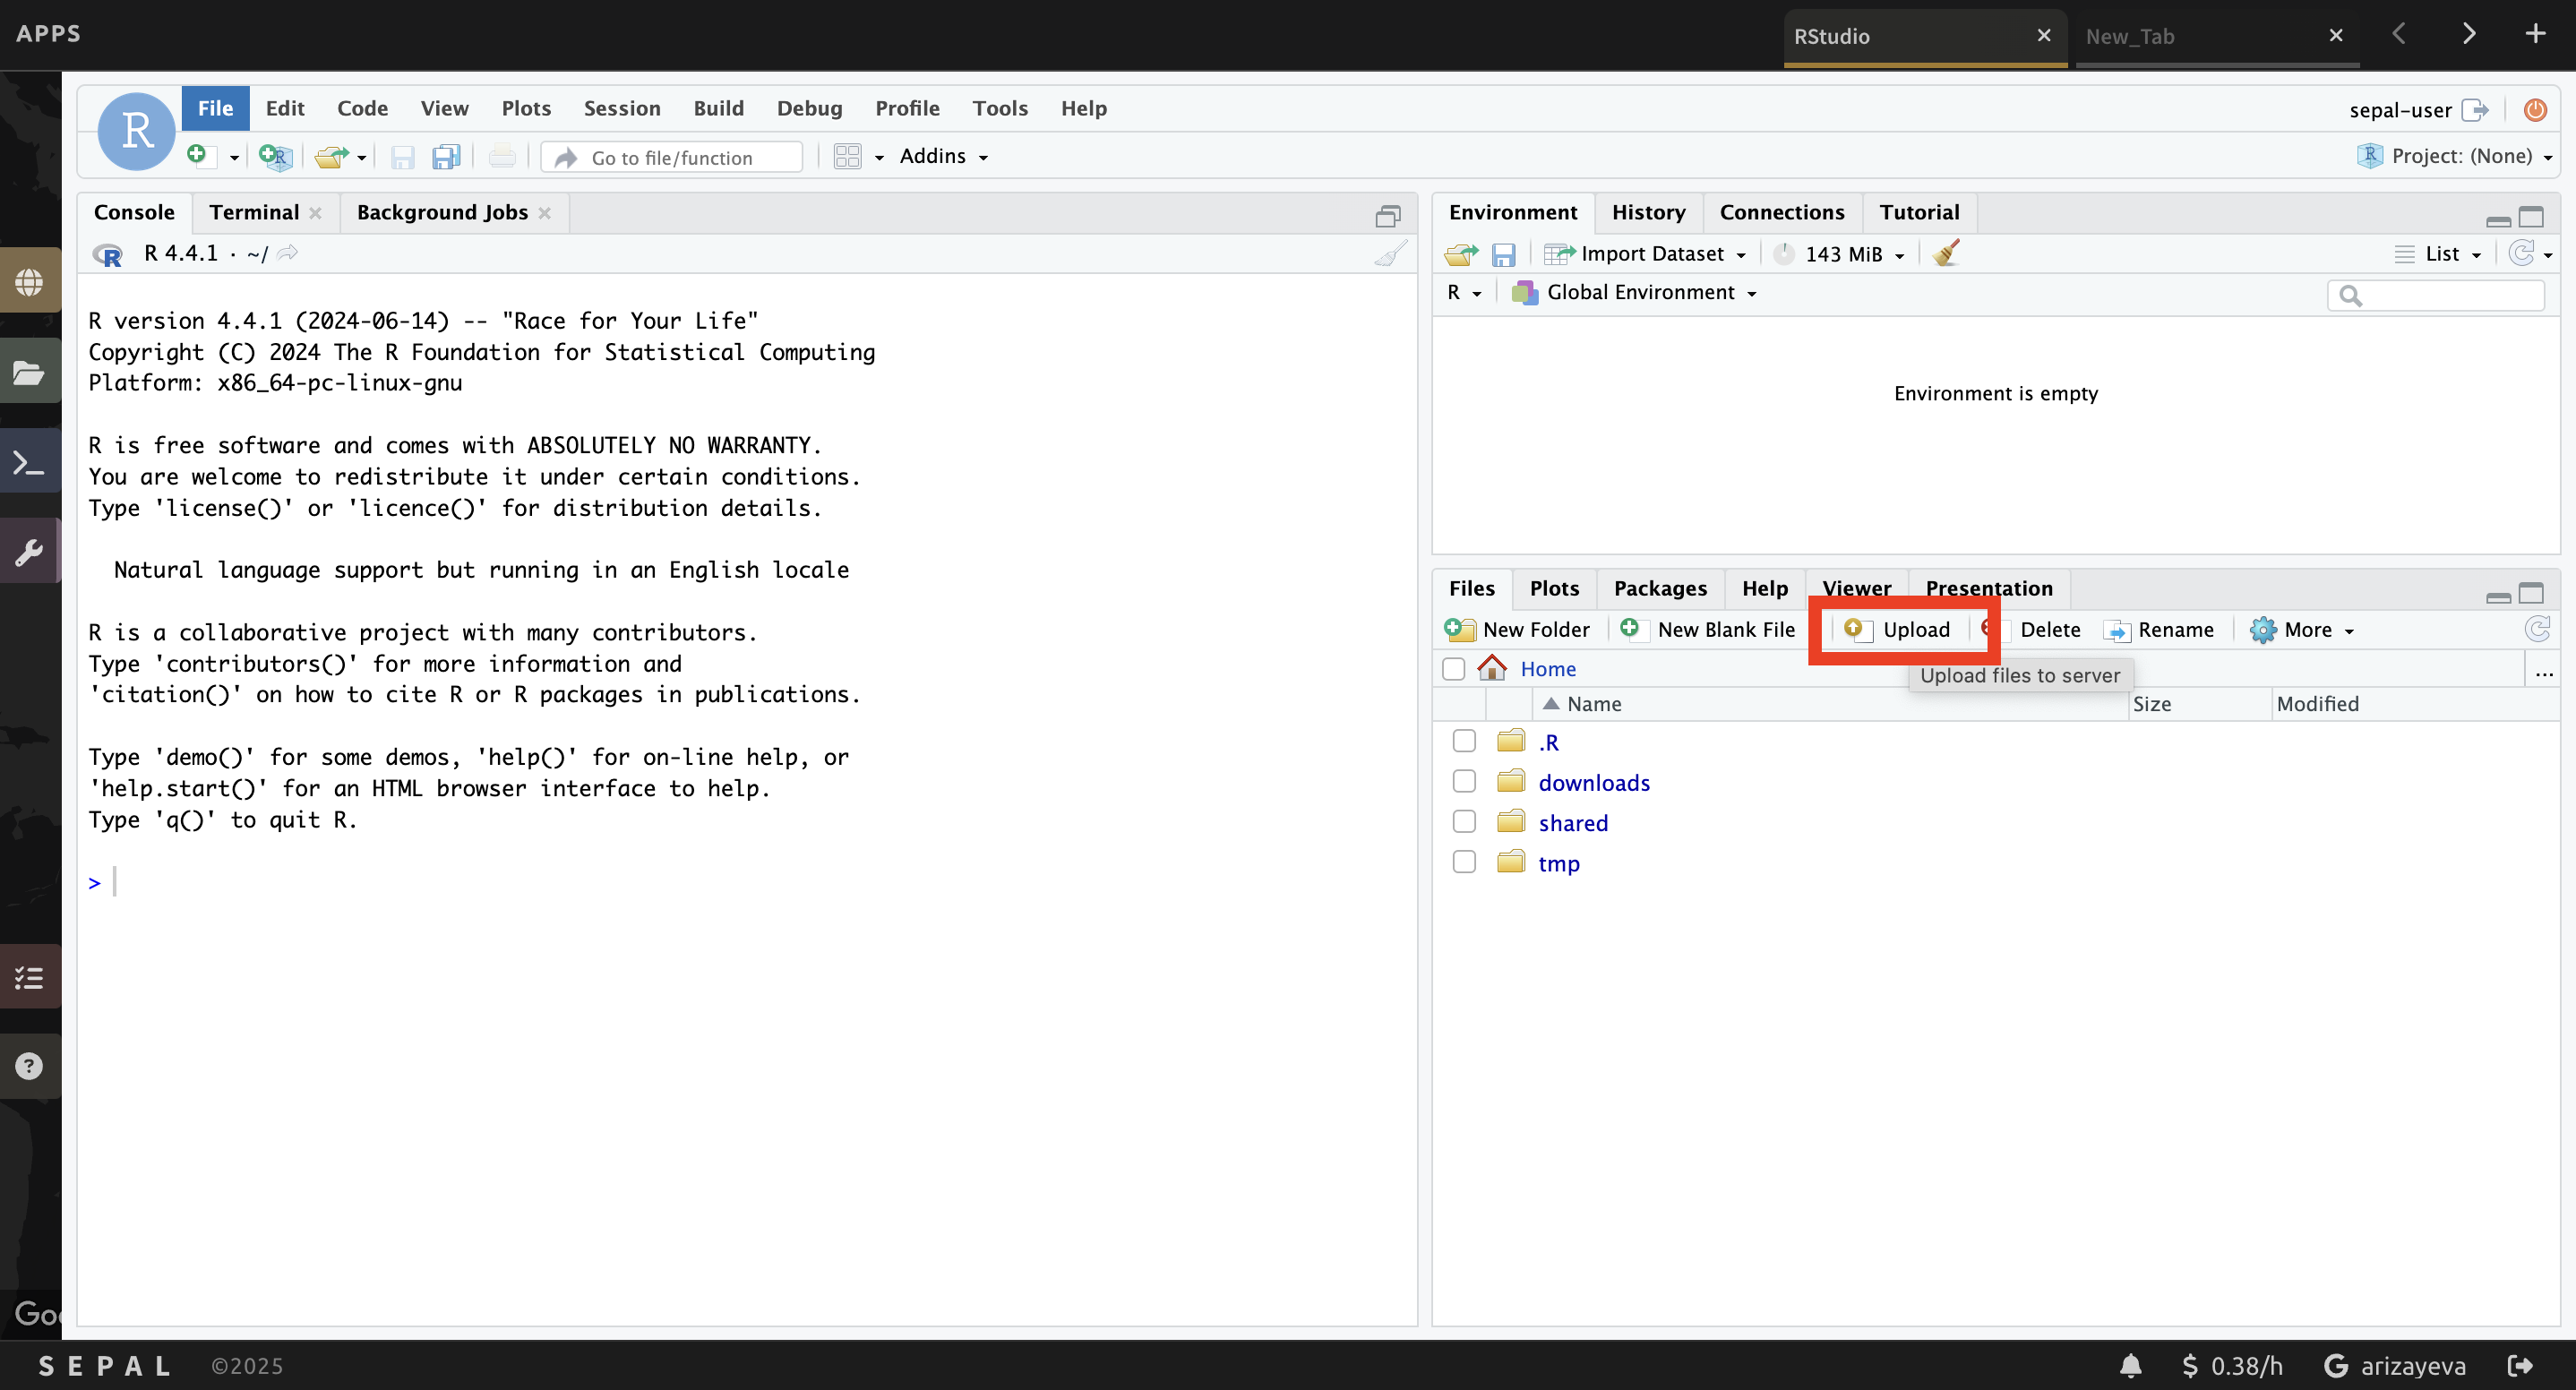 APPS
RStudio
New_Tab
R
File Edit Code View Plots Session Build Debug Profile Tools Help
sepal-user
Go to file/function
Addins
Project: (None)
Console Terminal Background Jobs
R 4.4.1 · ~/
R version 4.4.1 (2024-06-14) -- "Race for Your Life"
Copyright (C) 2024 The R Foundation for Statistical Computing
Platform: x86_64-pc-linux-gnu
R is free software and comes with ABSOLUTELY NO WARRANTY.
You are welcome to redistribute it under certain conditions.
Type 'license()' or 'licence()' for distribution details.
Natural language support but running in an English locale
R is a collaborative project with many contributors.
Type 'contributors()' for more information and
'citation()' on how to cite R or R packages in publications.
Type 'demo()' for some demos, 'help()' for on-line help, or
'help.start()' for an HTML browser interface to help.
Type 'q()' to quit R.
>
Environment History Connections Tutorial
Import Dataset 143 MiB List
R Global Environment
Environment is empty
Files Plots Packages Help Viewer Presentation
New Folder New Blank File Upload Delete Rename More
Home ...
Upload files to server
Name Size Modified
.R
downloads
shared
tmp
Goo
SEPAL ©2025
$ 0.38/h G arizayeva